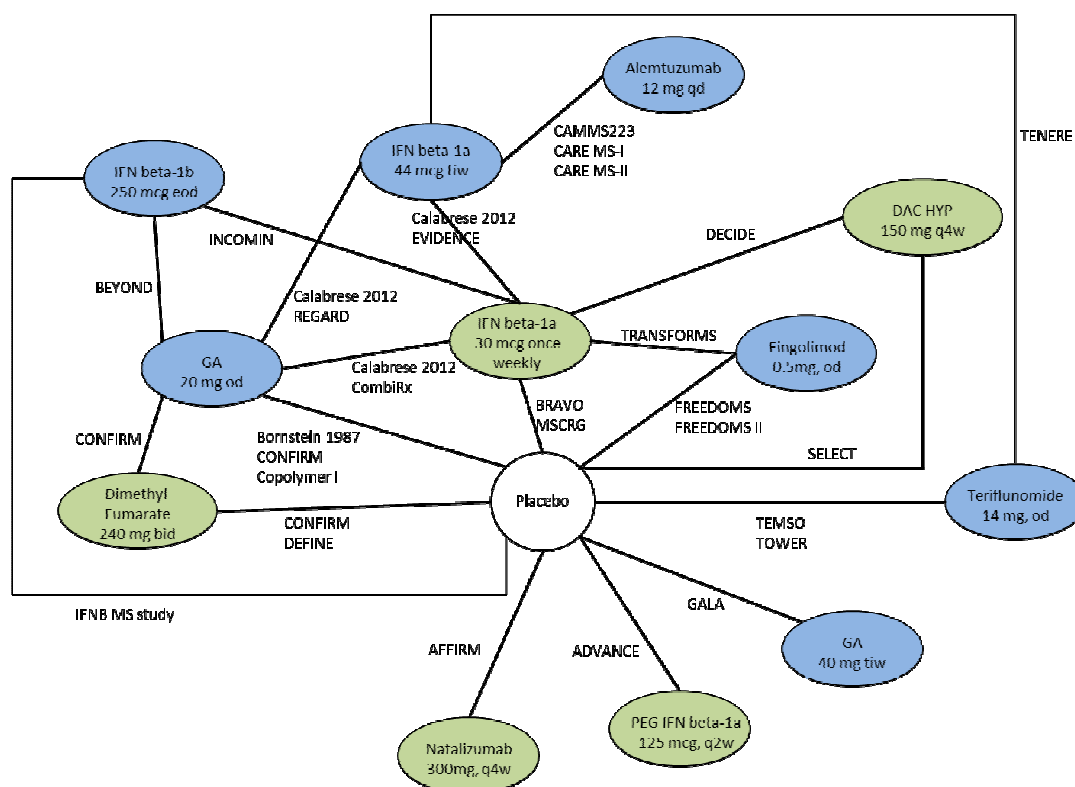 Alemtuzumab
12 mg qd
CAMMS223
CARE MS-I
CARE MS-II
TENERE
IFN beta-1a
44 mcg tiw
IFN beta-1b
250 mcg eod
Calabrese 2012
EVIDENCE
INCOMIN
DECIDE
DAC HYP
150 mg q4w
BEYOND
Calabrese 2012
REGARD
IFN beta-1a
30 mcg once
weekly
TRANSFORMS
Fingolimod
0.5mg, od
GA
20 mg od
Calabrese 2012
CombiRx
BRAVO
MSCRG
FREEDOMS
FREEDOMS II
CONFIRM
Bornstein 1987
CONFIRM
Copolymer I
SELECT
Dimethyl
Fumarate
240 mg bid
Placebo
Teriflunomide
14 mg, od
CONFIRM
DEFINE
TEMSO
TOWER
IFNB MS study
GALA
AFFIRM
ADVANCE
GA
40 mg tiw
PEG IFN beta-1a
125 mcg, q2w
Natalizumab
300mg, q4w